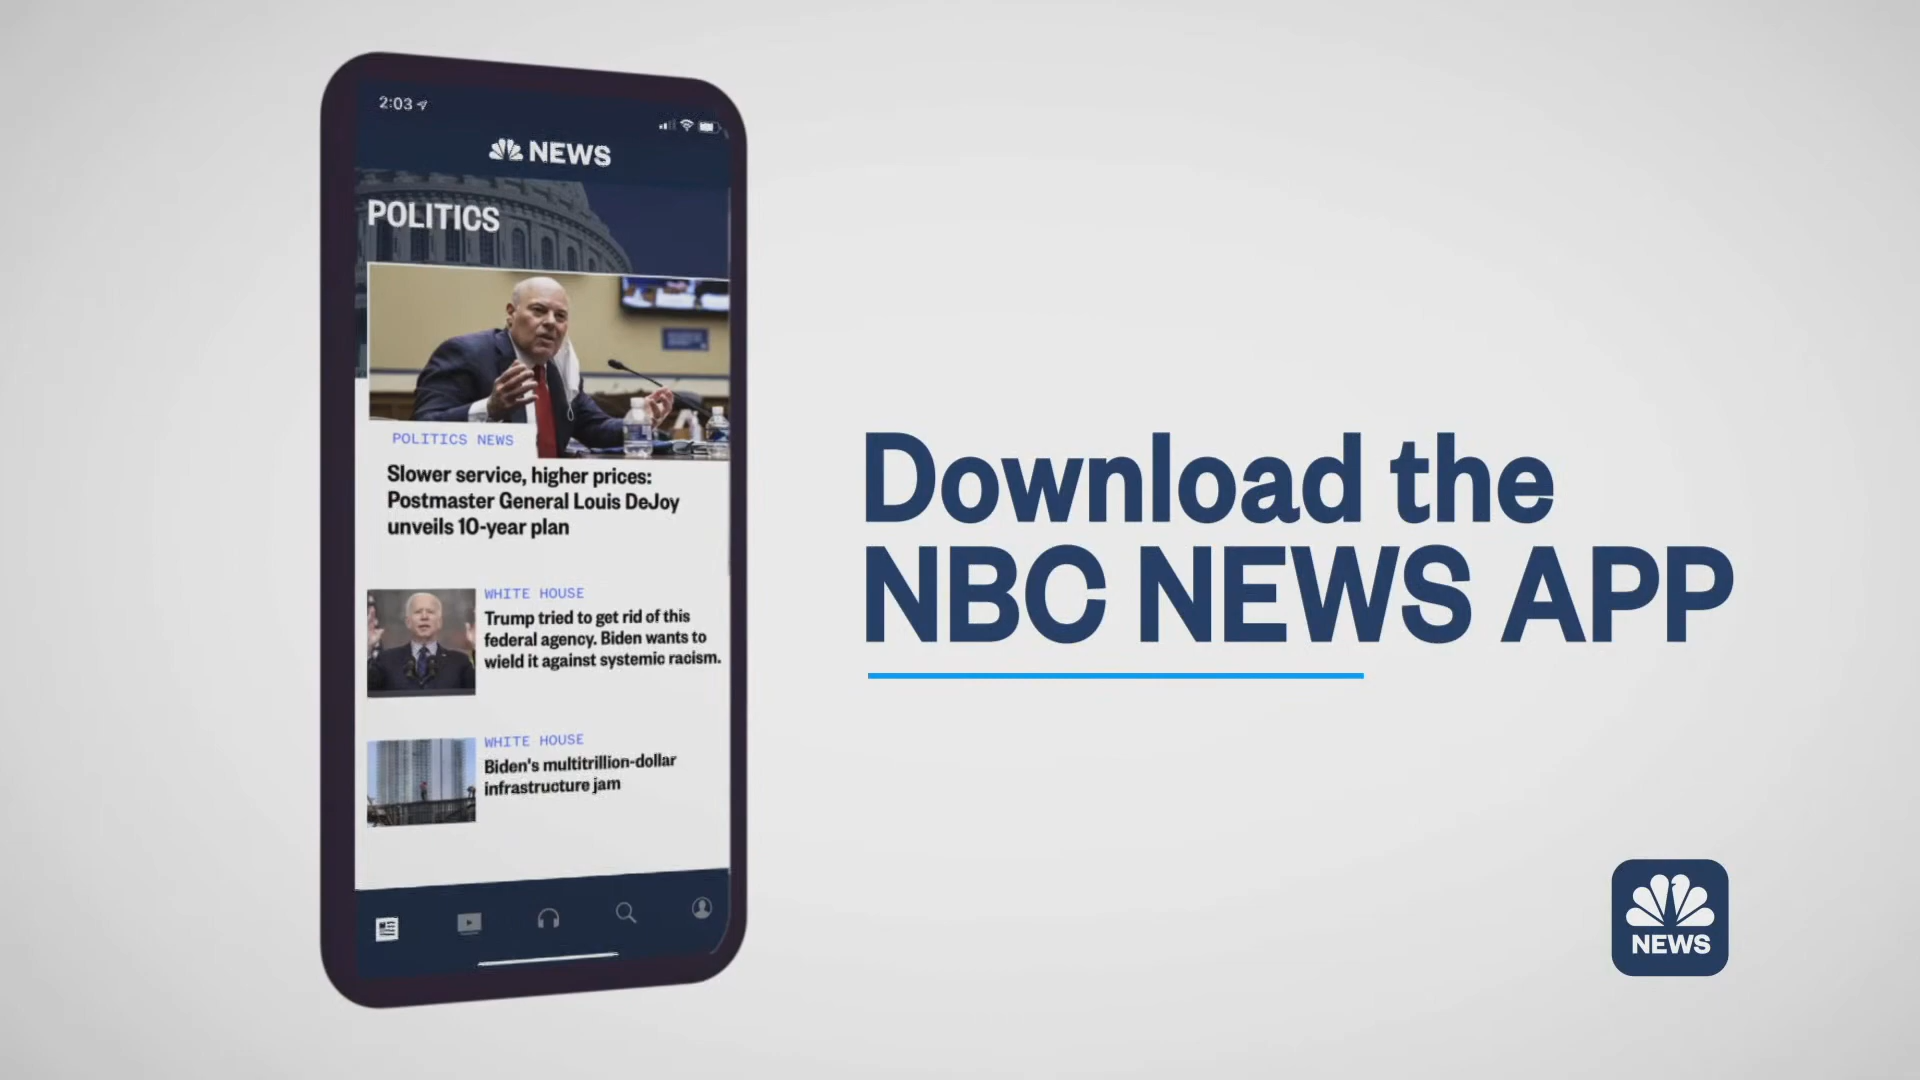 2:03
NEWS
POLITICS
POLITICS NEWS
Slower service, higher prices:
Postmaster General Louis DeJoy
unveils 10-year plan
WHITE HOUSE
Trump tried to get rid of this
federal agency. Biden wants to
wield it against systemic racism.
WHITE HOUSE
Biden's multitrillion-dollar
infrastructure jam
Download the
NBC NEWS APP
NEWS